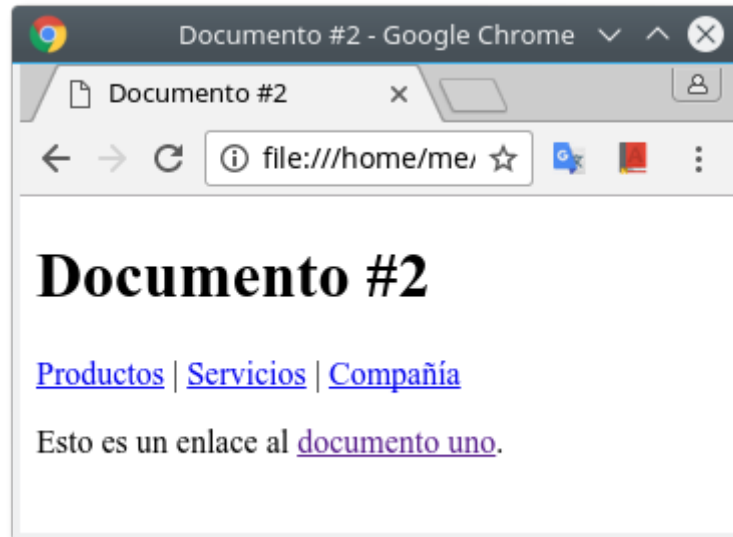 Documento #2 - Google Chrome
Documento #2
file:///home/me/
Documento #2
Productos | Servicios | Compañía
Esto es un enlace al documento uno.